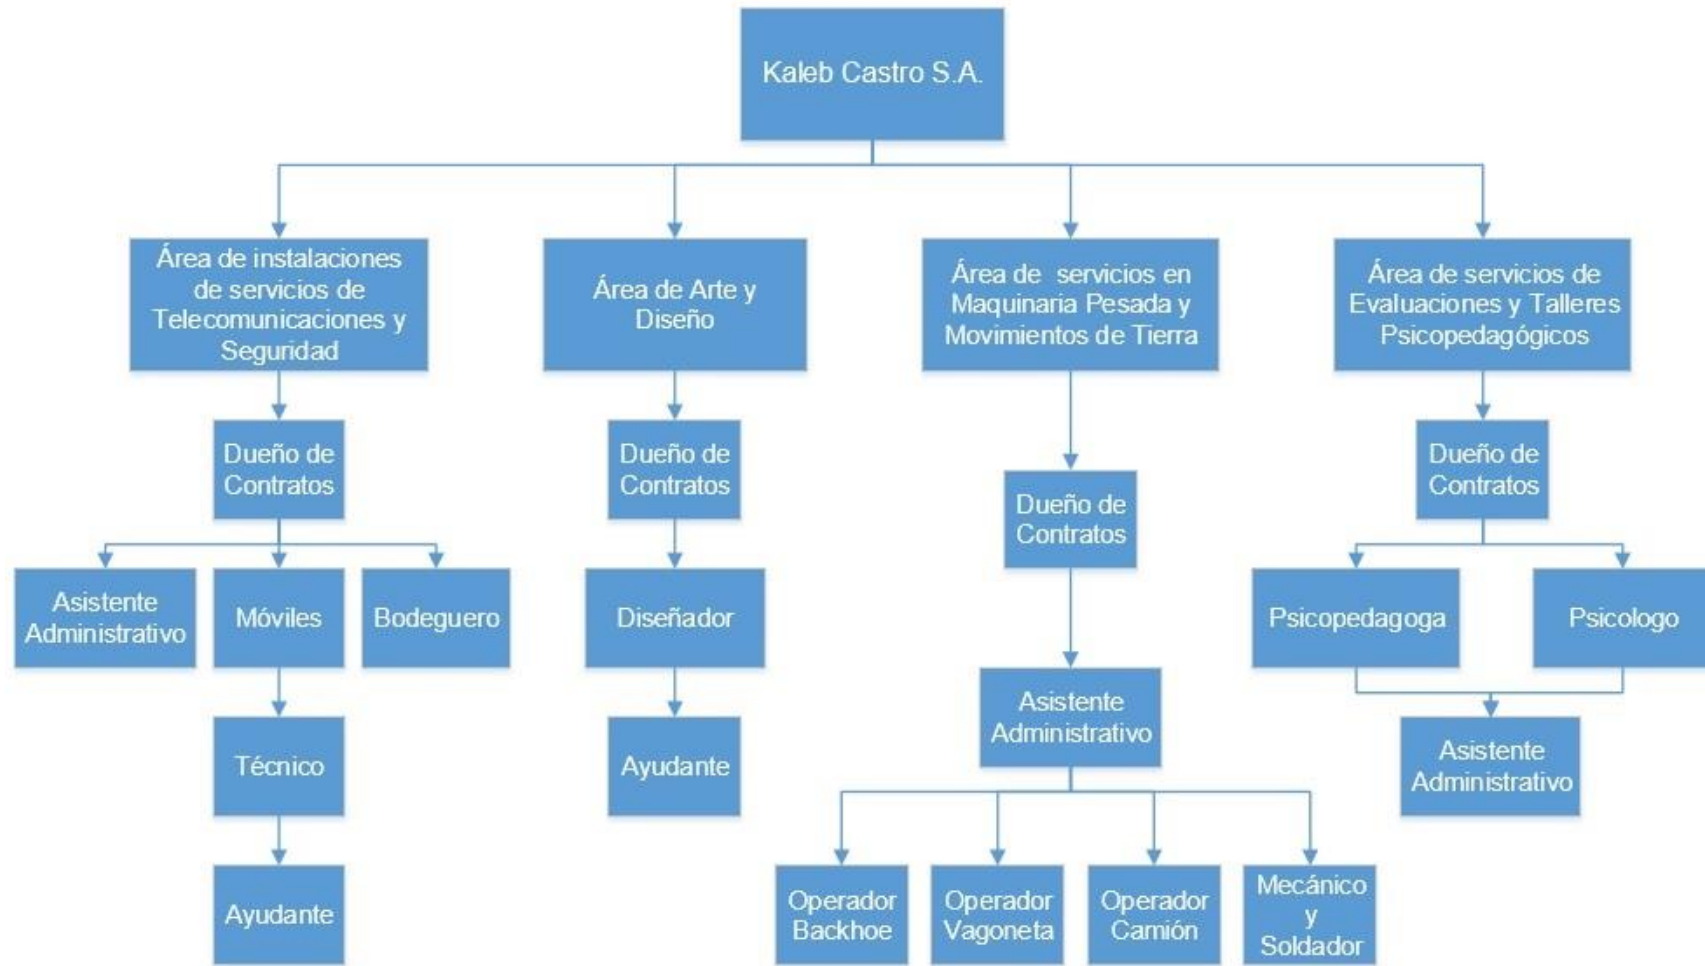 Kaleb Castro S.A.
Área de instalaciones
de servicios de
Telecomunicaciones y
Seguridad
Área de Arte y
Diseño
Área de servicios en
Maquinaria Pesada y
Movimientos de Tierra
Área de servicios de
Evaluaciones y Talleres
Psicopedagógicos
Dueño de
Contratos
Dueño de
Contratos
Dueño de
Contratos
Dueño de
Contratos
Asistente
Administrativo
Móviles
Bodeguero
Diseñador
Psicopedagoga
Psicologo
Técnico
Ayudante
Asistente
Administrativo
Asistente
Administrativo
Ayudante
Operador
Backhoe
Operador
Vagoneta
Operador
Camión
Mecánico
y
Soldador